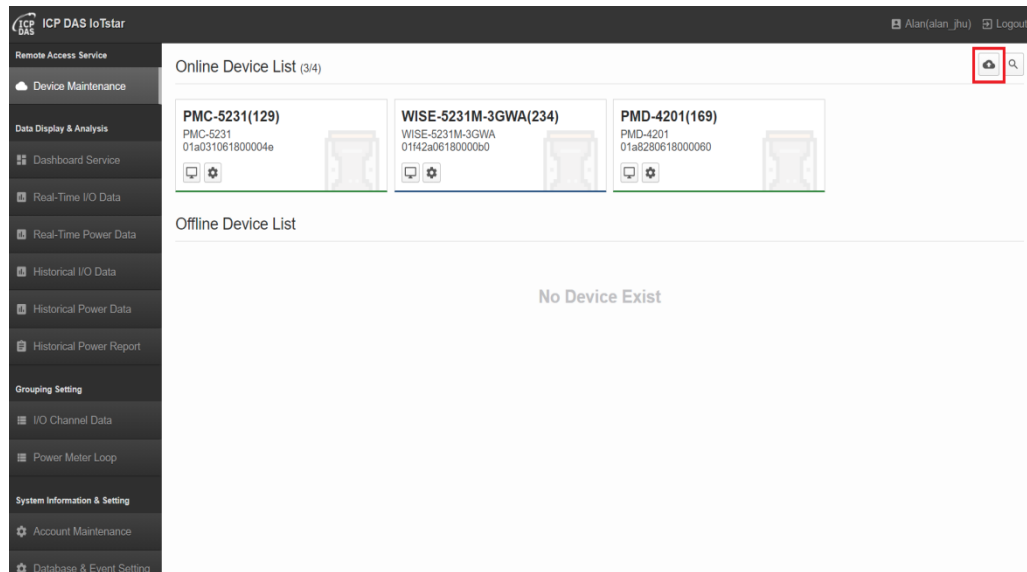 ICP DAS
ICP DAS IoTstar
Alan(alan_jhu)
Logout
Remote Access Service
Device Maintenance
Data Display & Analysis
Dashboard Service
Real-Time I/O Data
Real-Time Power Data
Historical I/O Data
Historical Power Data
Historical Power Report
Grouping Setting
I/O Channel Data
Power Meter Loop
System Information & Setting
Account Maintenance
Database & Event Setting
Online Device List (3/4)
PMC-5231(129)
PMC-5231
01a031061800004e
WISE-5231M-3GWA(234)
WISE-5231M-3GWA
01f42a06180000b0
PMD-4201(169)
PMD-4201
01a8280618000060
Offline Device List
No Device Exist